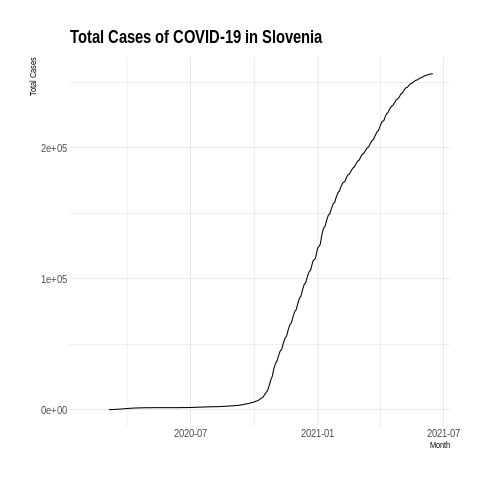 Total Cases of COVID-19 in Slovenia
Total Cases
2e+05
1e+05
0e+00
2020-07
2021-01
2021-07
Month